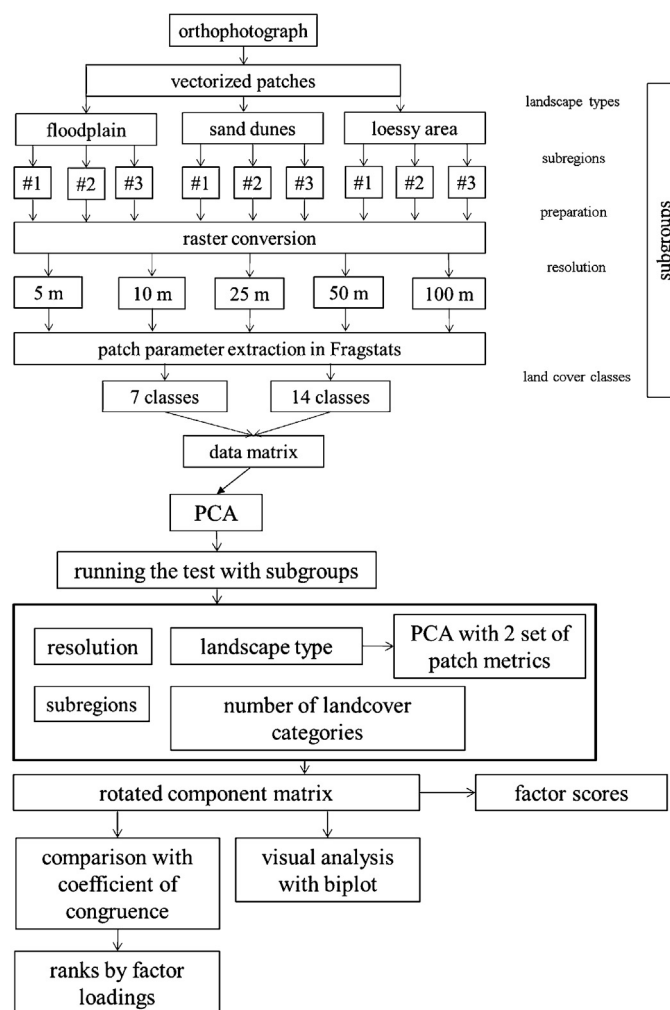 orthophotograph
vectorized patches
landscape types
floodplain
sand dunes
loessy area
subregions
#1 #2 #3 #1 #2 #3 #1 #2 #3
preparation
raster conversion
resolution
5 m 10 m 25 m 50 m 100 m
patch parameter extraction in Fragstats
land cover classes
subgroups
7 classes
14 classes
data matrix
PCA
running the test with subgroups
resolution
landscape type
PCA with 2 set of
patch metrics
subregions
number of landcover
categories
rotated component matrix
factor scores
comparison with
coefficient of
congruence
visual analysis
with biplot
ranks by factor
loadings